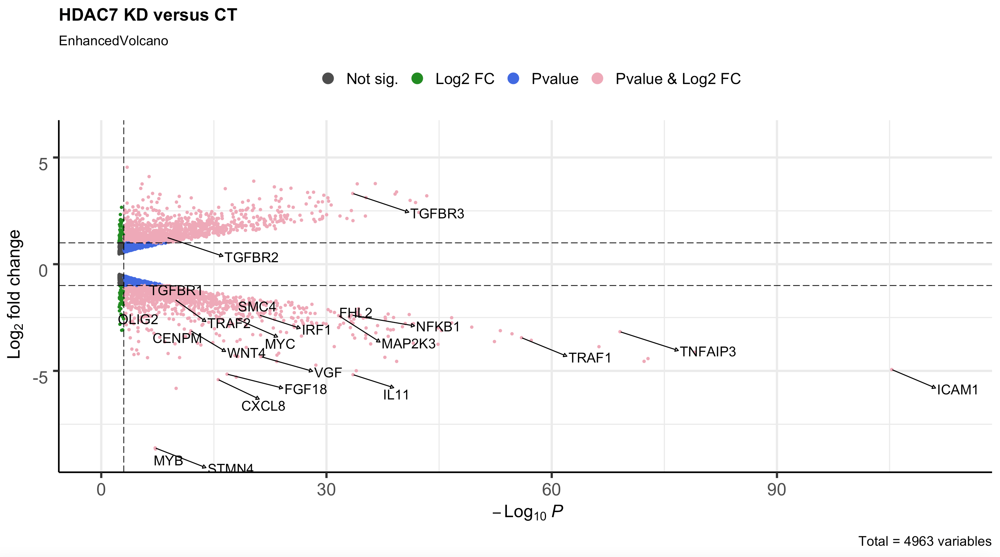 HDAC7 KD versus CT
EnhancedVolcano
Not sig. Log2 FC Pvalue Pvalue & Log2 FC
Log2 fold change
5
0
-5
TGFBR3
TGFBR2
TGFBR1
SMC4
FHL2
OLIG2
TRAF2
IRF1
NFKB1
CENPM
MYC
MAP2K3
WNT4
TRAF1
TNFAIP3
VGF
FGF18
IL11
ICAM1
CXCL8
MYB
STMN4
0 30 60 90
– Log10 P
Total = 4963 variables